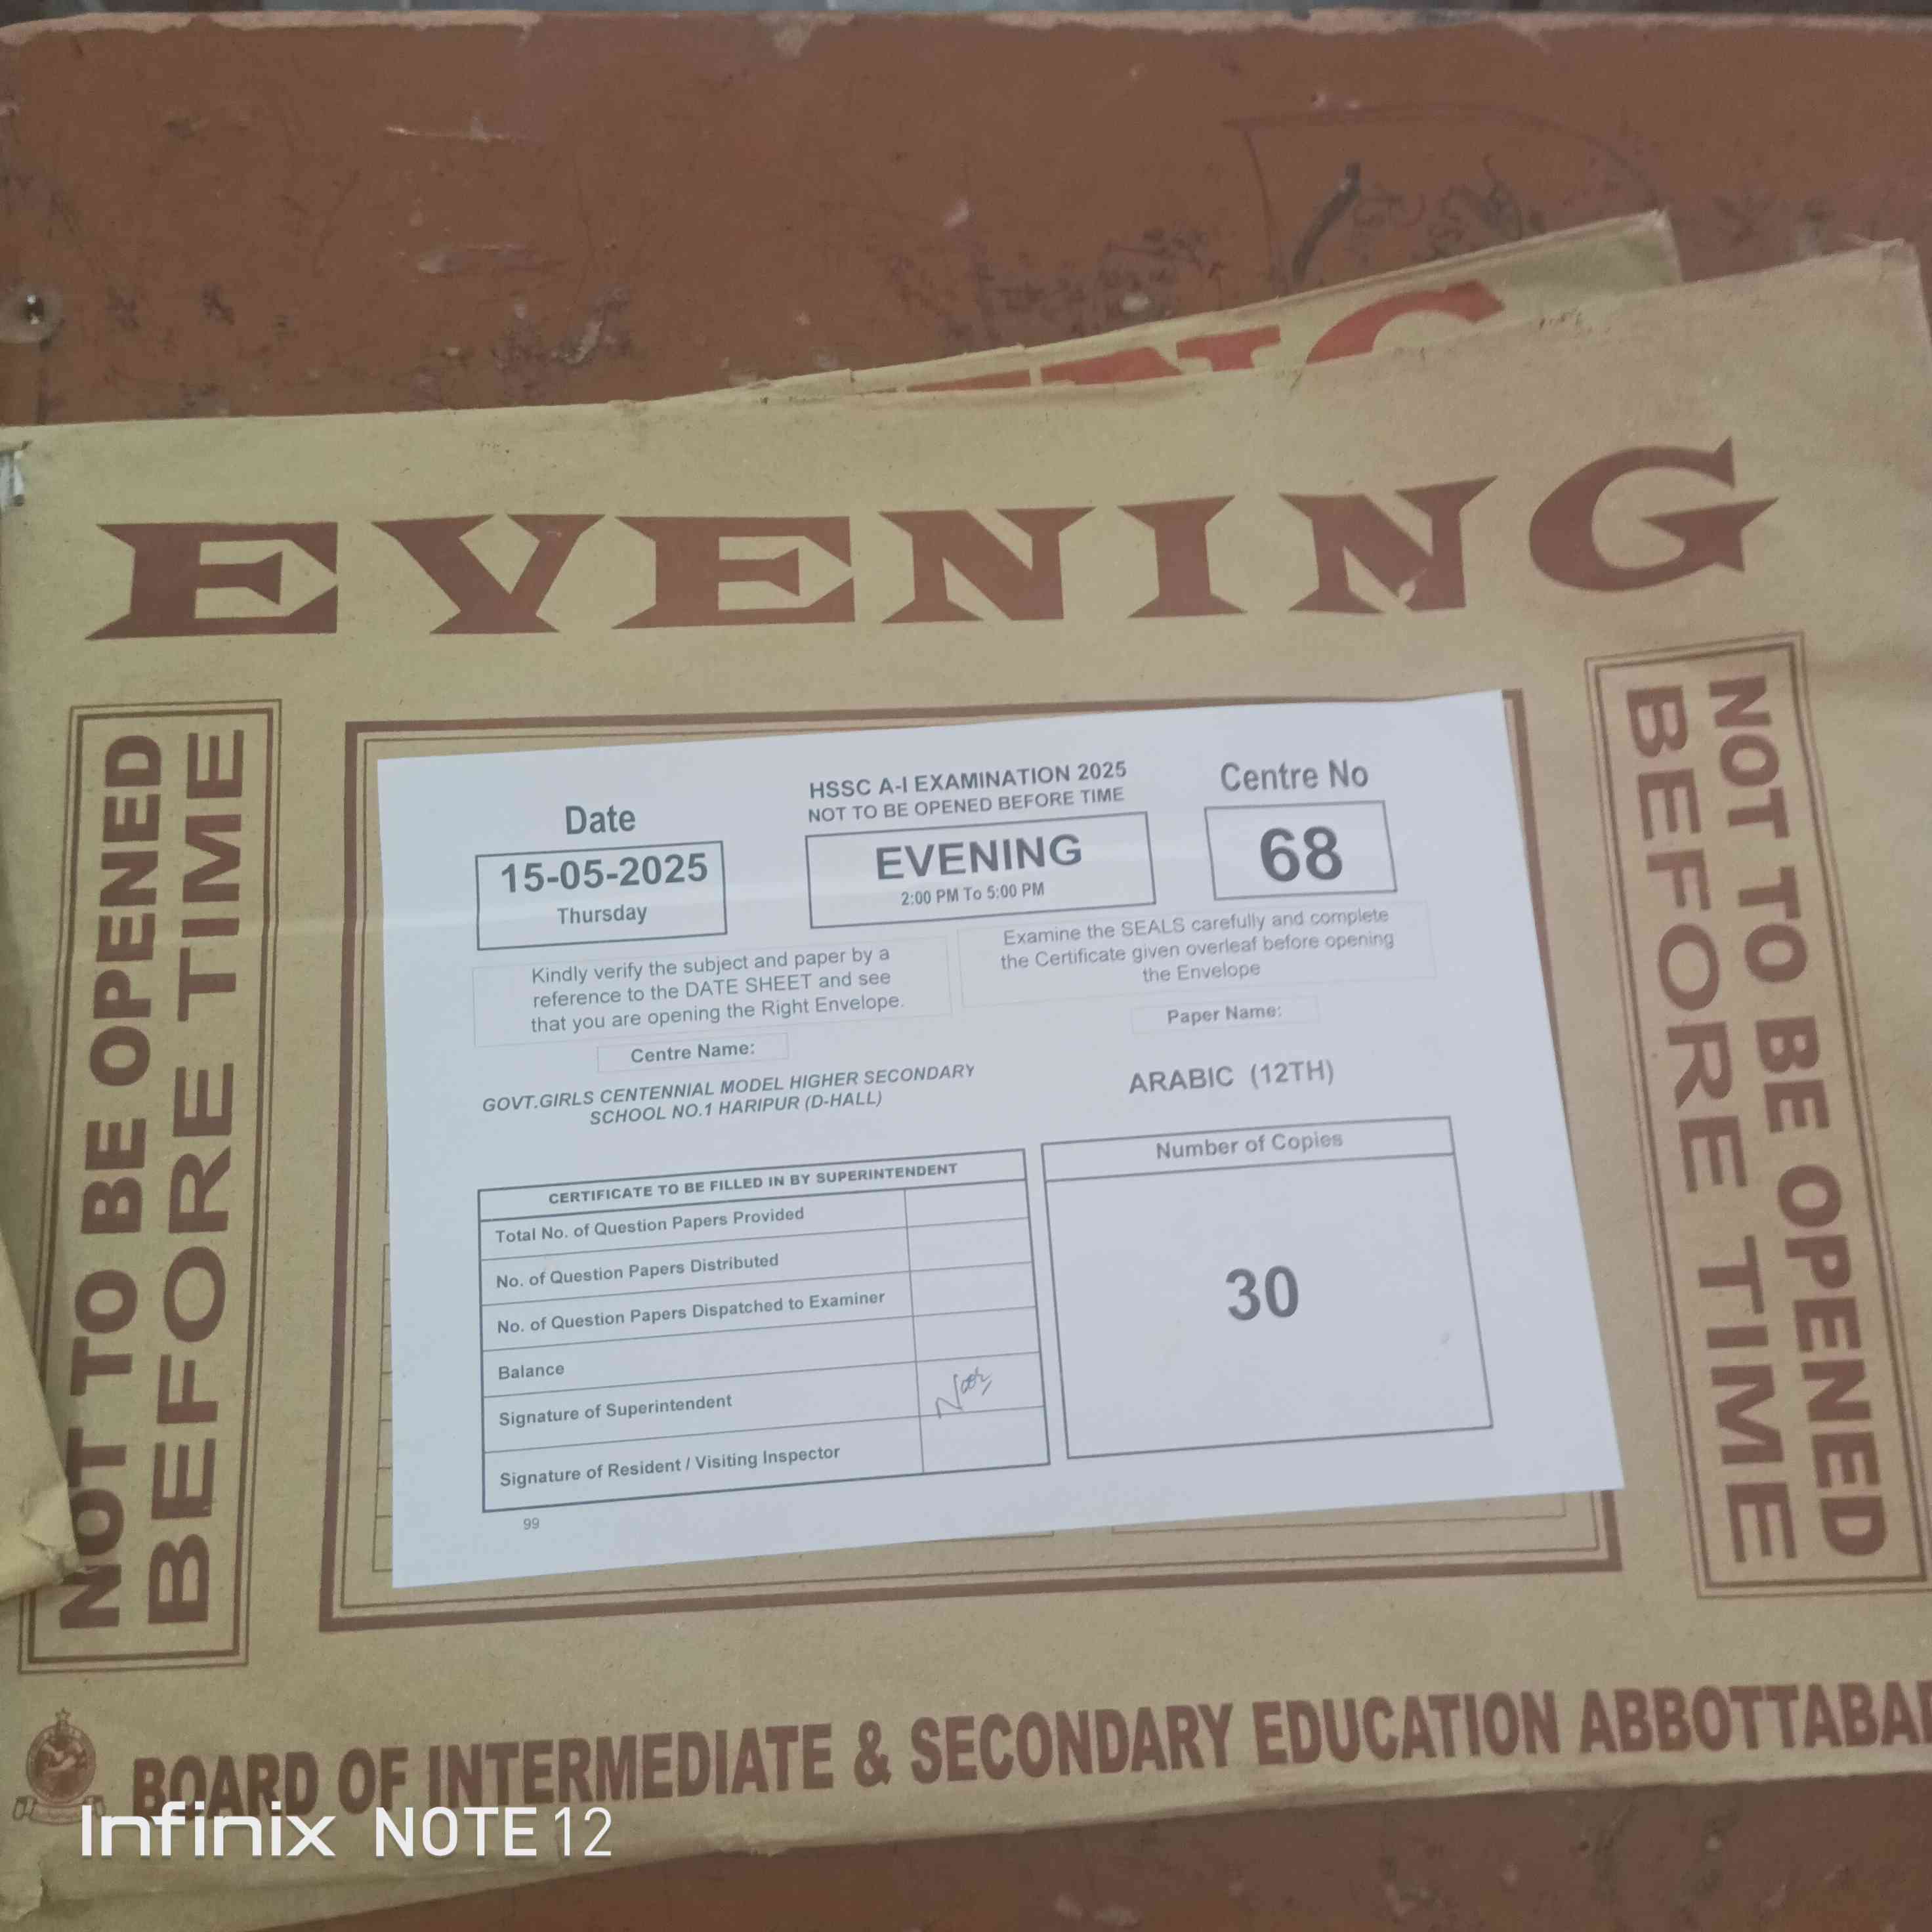 EVENING
NOT TO BE OPENED
BEFORE TIME
NOT TO BE OPENED
BEFORE TIME
HSSC A-I EXAMINATION 2025
NOT TO BE OPENED BEFORE TIME
Date
15-05-2025
Thursday
EVENING
2:00 PM To 5:00 PM
Centre No
68
Kindly verify the subject and paper by a
reference to the DATE SHEET and see
that you are opening the Right Envelope.
Examine the SEALS carefully and complete
the Certificate given overleaf before opening
the Envelope
Centre Name:
GOVT.GIRLS CENTENNIAL MODEL HIGHER SECONDARY
SCHOOL NO.1 HARIPUR (D-HALL)
Paper Name:
ARABIC (12TH)
CERTIFICATE TO BE FILLED IN BY SUPERINTENDENT
Total No. of Question Papers Provided
No. of Question Papers Distributed
No. of Question Papers Dispatched to Examiner
Balance
Signature of Superintendent
Signature of Resident / Visiting Inspector
Number of Copies
30
99
BOARD OF INTERMEDIATE & SECONDARY EDUCATION ABBOTTABA
Infinix NOTE 12